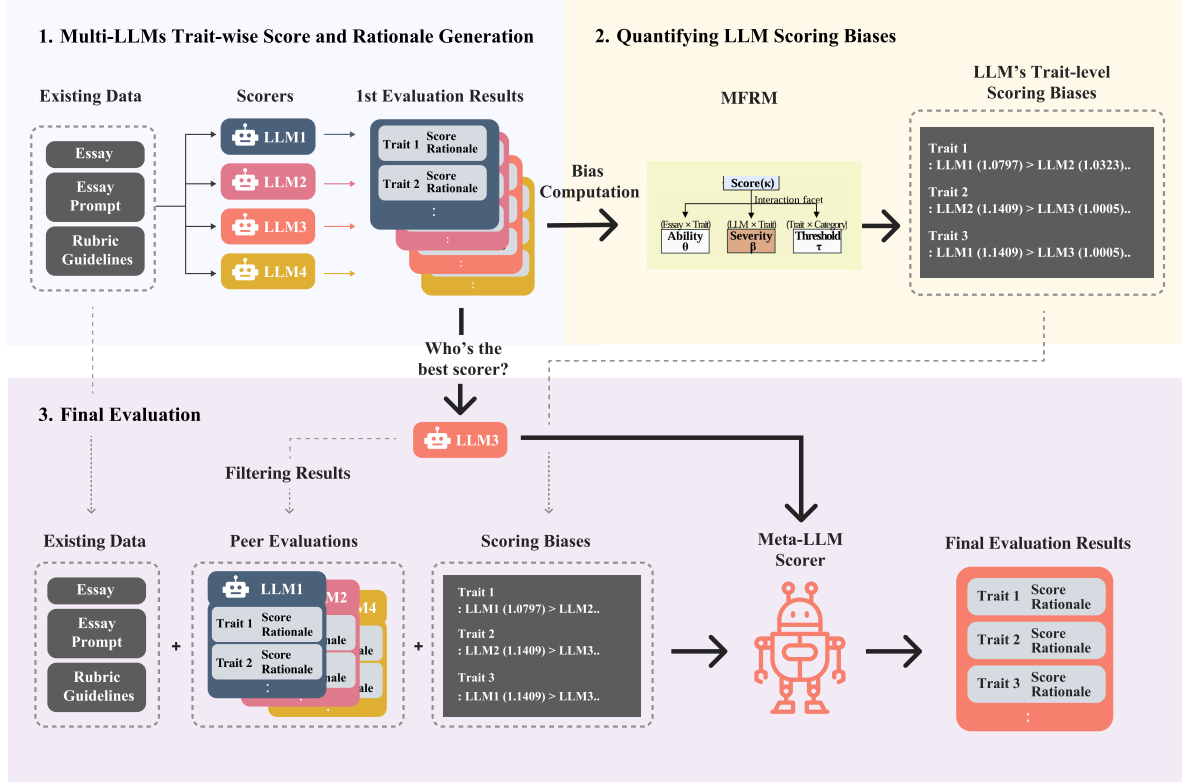 1. Multi-LLMs Trait-wise Score and Rationale Generation
Existing Data
Essay
Essay
Prompt
Rubric
Guidelines
Scorers
LLM1
LLM2
LLM3
LLM4
1st Evaluation Results
Trait 1 Score
Rationale
Trait 2 Score
Rationale
:
:
:
:
Bias
Computation
2. Quantifying LLM Scoring Biases
MFRM
Score(κ)
Interaction facet
(Essay × Trait)
Ability
θ
(LLM × Trait)
Severity
β
(Trait × Category)
Threshold
τ
LLM's Trait-level
Scoring Biases
Trait 1
: LLM1 (1.0797) > LLM2 (1.0323)..
Trait 2
: LLM2 (1.1409) > LLM3 (1.0005)..
Trait 3
: LLM1 (1.1409) > LLM3 (1.0005)..
Who's the
best scorer?
3. Final Evaluation
LLM3
Filtering Results
Existing Data
Essay
Essay
Prompt
Rubric
Guidelines
+
Peer Evaluations
LLM1
M2
M4
Trait 1 Score
Rationale
Trait 2 Score
Rationale
:
nale
ale
nale
ale
:
:
+
Scoring Biases
Trait 1
: LLM1 (1.0797) > LLM2..
Trait 2
: LLM2 (1.1409) > LLM3..
Trait 3
: LLM1 (1.1409) > LLM3..
Meta-LLM
Scorer
Final Evaluation Results
Trait 1 Score
Rationale
Trait 2 Score
Rationale
Trait 3 Score
Rationale
: